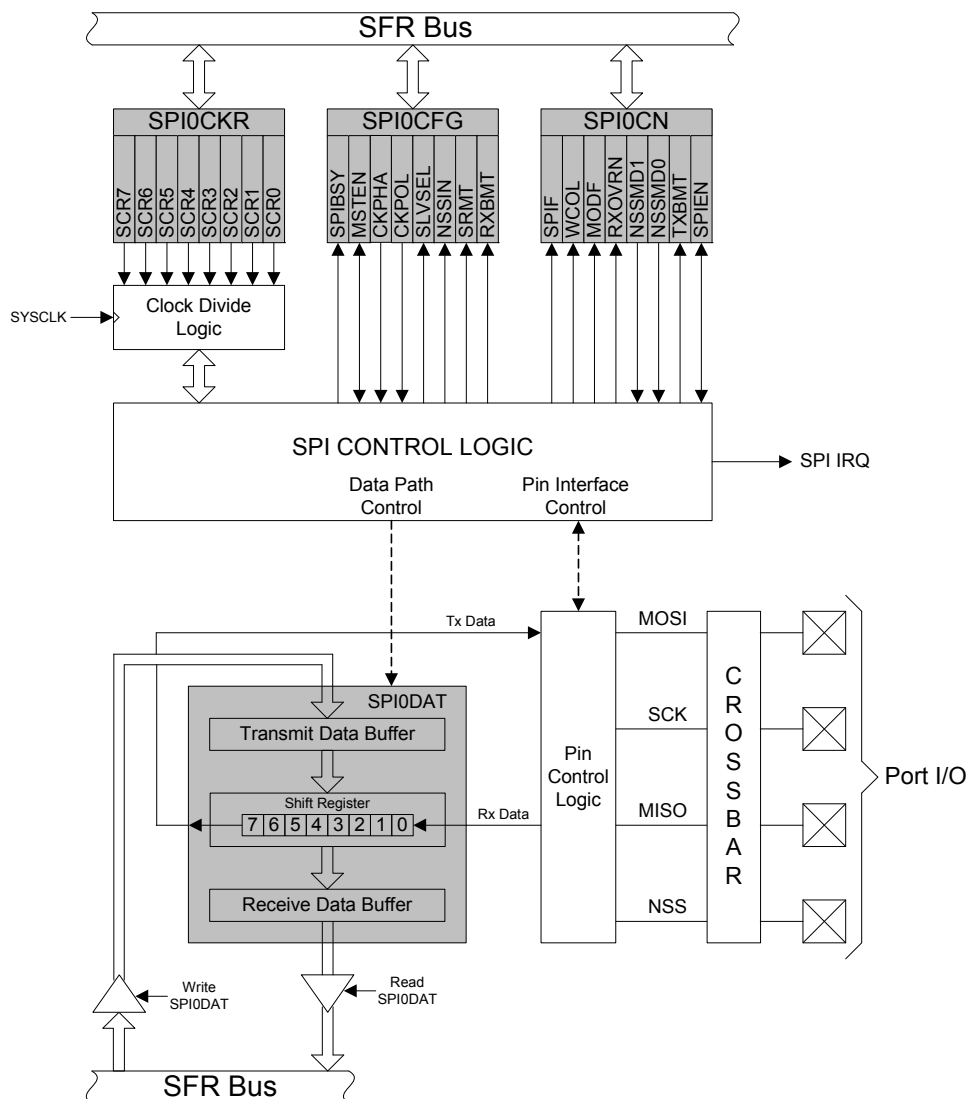 SFR Bus
SPI0CKR
SCR7
SCR6
SCR5
SCR4
SCR3
SCR2
SCR1
SCR0
SPI0CFG
SPIBSY
MSTEN
CKPHA
CKPOL
SLVSEL
NSSIN
SRMT
RXBMT
SPI0CN
SPIF
WCOL
MODF
RXOVRN
NSSMD1
NSSMD0
TXBMT
SPIEN
SYSCLK
Clock Divide
Logic
SPI CONTROL LOGIC
Data Path
Control
Pin Interface
Control
SPI IRQ
Tx Data
SPI0DAT
Transmit Data Buffer
Shift Register
7 6 5 4 3 2 1 0
Rx Data
Receive Data Buffer
Pin
Control
Logic
MOSI
SCK
MISO
NSS
CROSSBAR
Port I/O
Write
SPI0DAT
Read
SPI0DAT
SFR Bus